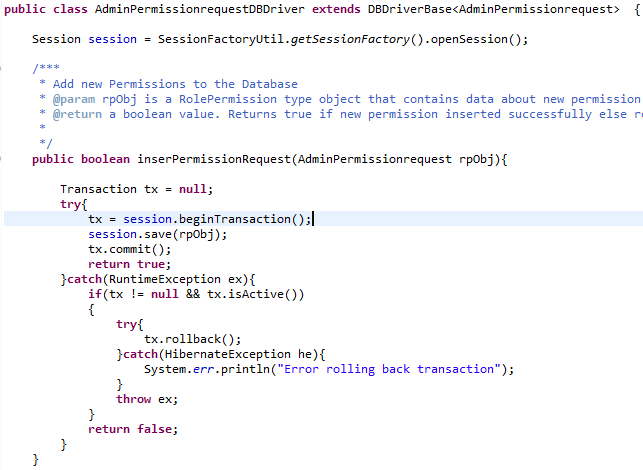 public class AdminPermissionrequestDBDriver extends DBDriverBase<AdminPermissionrequest> {
Session session = SessionFactoryUtil.getSessionFactory().openSession();
/***
* Add new Permissions to the Database
* @param rpObj is a RolePermission type object that contains data about new permission
* @return a boolean value. Returns true if new permission inserted successfully else
*
*/
public boolean inserPermissionRequest(AdminPermissionrequest rpObj){
Transaction tx = null;
try{
tx = session.beginTransaction();
session.save(rpObj);
tx.commit();
return true;
}catch(RuntimeException ex){
if(tx != null && tx.isActive())
{
try{
tx.rollback();
}catch(HibernateException he){
System.err.println("Error rolling back transaction");
}
throw ex;
}
return false;
}
}